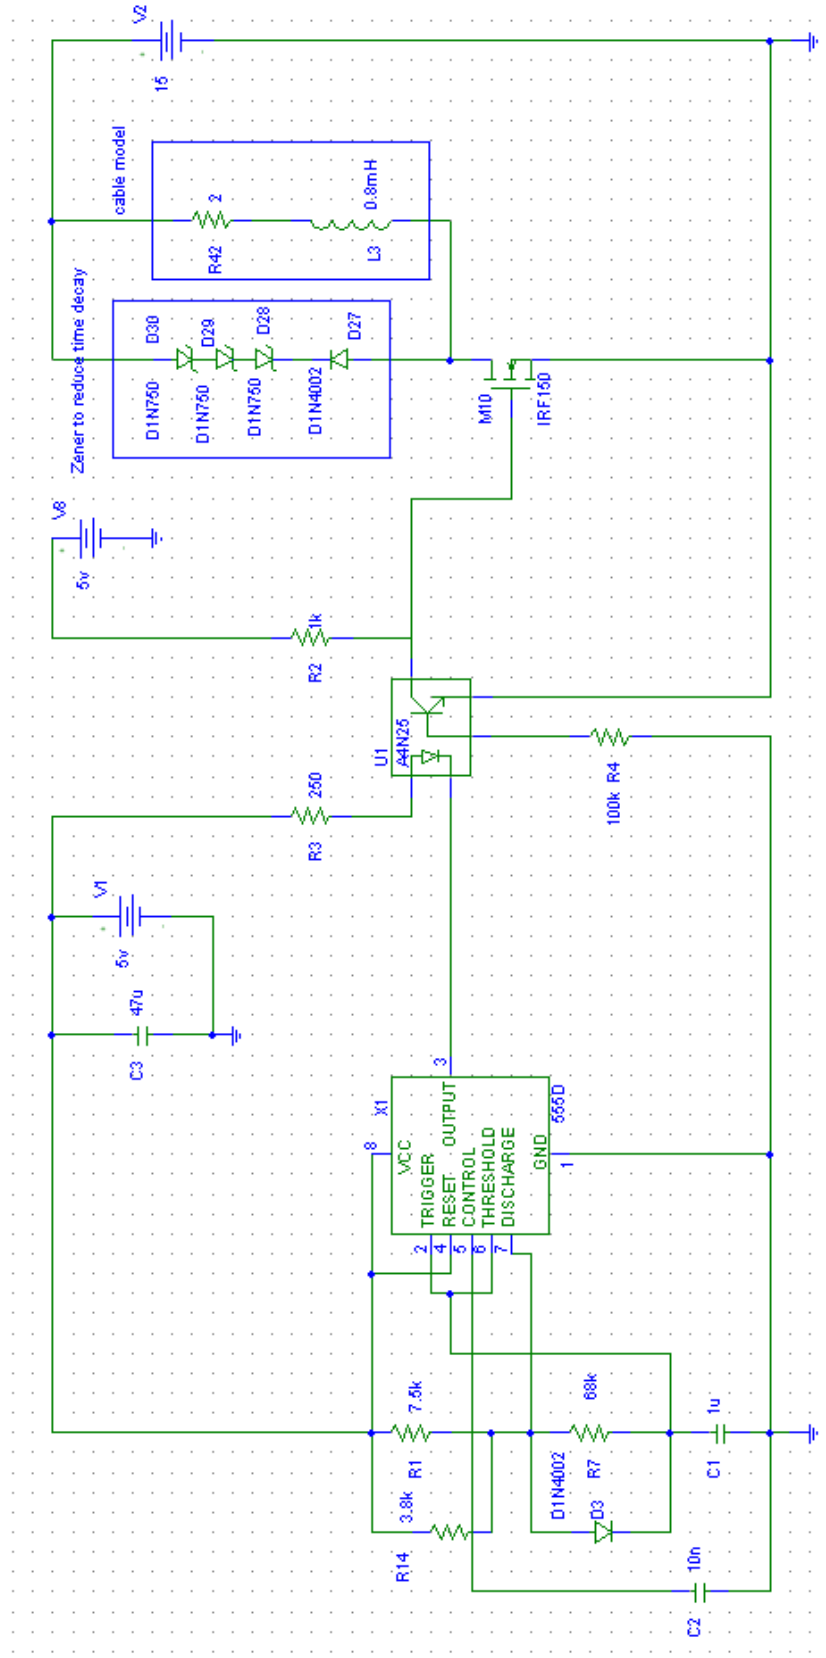 V2
15
cable model
2
R42
0.8mH
L3
Zener to reduce time decay
D30
D29
D28
D27
D1N750
D1N750
D1N750
D1N4002
M10
IRF150
V8
5v
1k
R2
U1
A4N25
250
R3
100k
R4
V1
5v
47u
C3
X1
555D
8
VCC
3
OUTPUT
TRIGGER
RESET
CONTROL
THRESHOLD
DISCHARGE
GND
1
2
4
5
6
7
7.5k
R1
3.8k
R14
68k
R7
D1N4002
D3
1u
C1
10n
C2